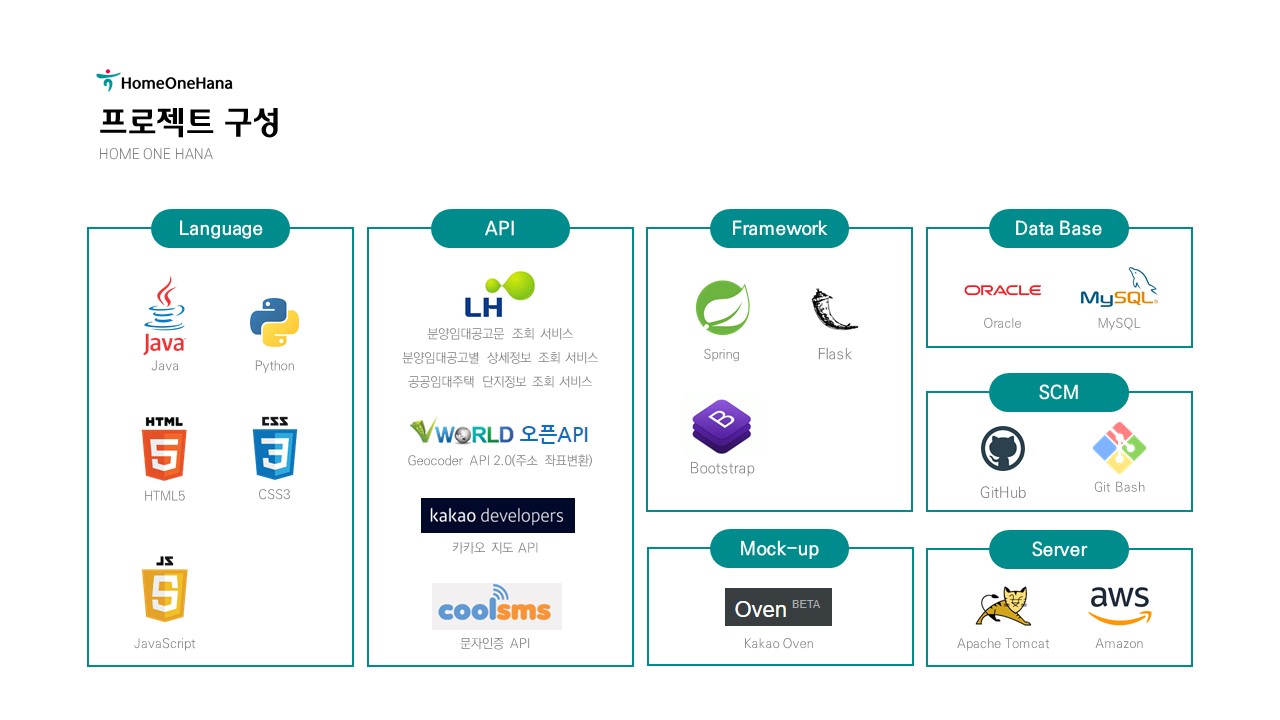 HomeOneHana
프로젝트 구성
HOME ONE HANA
Language
Java
Java
Python
HTML
5
HTML5
CSS
3
CSS3
JS
5
JavaScript
API
LH
분양임대공고문 조회 서비스
분양임대공고별 상세정보 조회 서비스
공공임대주택 단지정보 조회 서비스
VWORLD 오픈API
Geocoder API 2.0(주소 좌표변환)
kakao developers
카카오 지도 API
coolsms
문자인증 API
Framework
Spring
Flask
B
Bootstrap
Mock-up
Oven BETA
Kakao Oven
Data Base
ORACLE
Oracle
MySQL
MySQL
SCM
GitHub
Git Bash
Server
Apache Tomcat
aws
Amazon